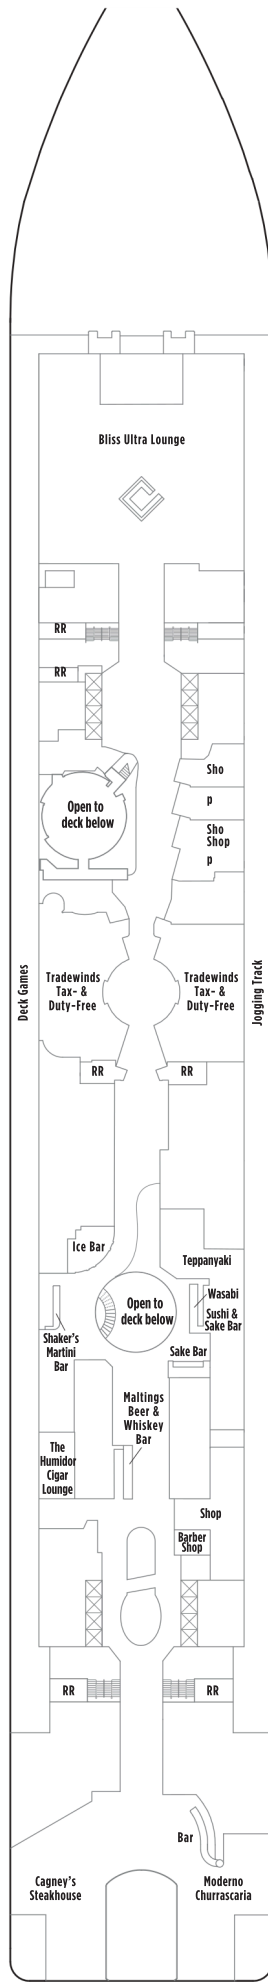 Bliss Ultra Lounge
RR
RR
Sho
p
Open to
deck below
Sho
Shop
p
Deck Games
Tradewinds
Tax- &
Duty-Free
Tradewinds
Tax- &
Duty-Free
Jogging Track
RR
RR
Ice Bar
Teppanyaki
Open to
deck below
Wasabi
Sushi &
Sake Bar
Shaker's
Martini
Bar
Sake Bar
Maltings
Beer &
Whiskey
Bar
The
Humidor
Cigar
Lounge
Shop
Barber
Shop
RR
RR
Bar
Cagney's
Steakhouse
Moderno
Churrascaria